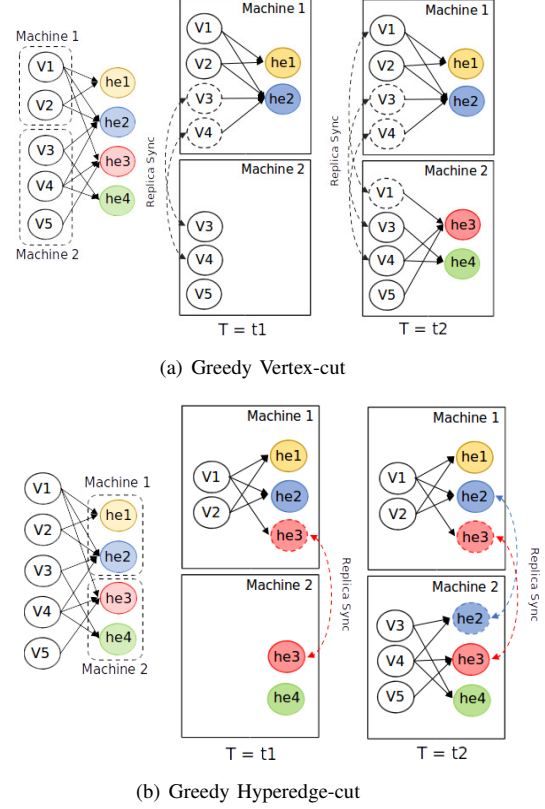 Machine 1
V1
V2
V3
V4
V5
he1
he2
he3
he4
Machine 2
Replica Sync
Machine 1
V1
V2
V3
V4
he1
he2
Machine 2
V3
V4
V5
T = t1
Replica Sync
Machine 1
V1
V2
V3
V4
he1
he2
Machine 2
V1
V3
V4
V5
he3
he4
T = t2
(a) Greedy Vertex-cut
V1
V2
V3
V4
V5
Machine 1
he1
he2
he3
he4
Machine 2
Machine 1
V1
V2
he1
he2
he3
Replica Sync
Machine 2
he3
he4
T = t1
Machine 1
V1
V2
he1
he2
he3
Replica Sync
Machine 2
V3
V4
V5
he2
he3
he4
T = t2
(b) Greedy Hyperedge-cut